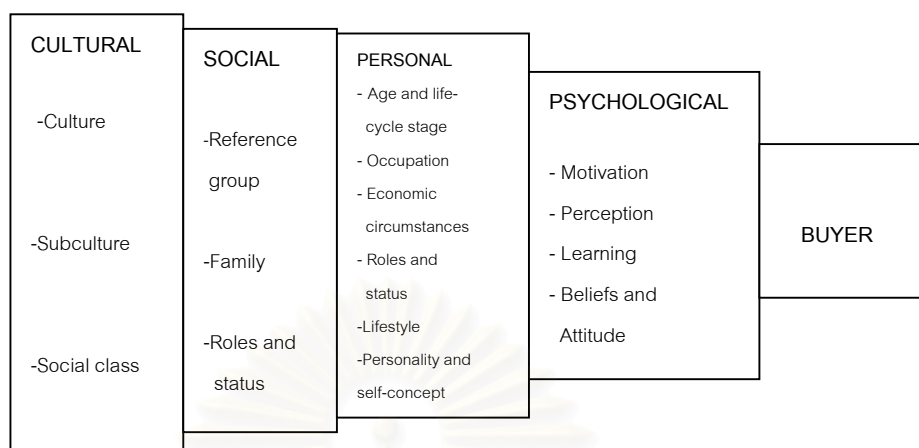 CULTURAL
-Culture
-Subculture
-Social class
SOCIAL
-Reference
group
-Family
-Roles and
status
PERSONAL
- Age and life-
cycle stage
- Occupation
- Economic
circumstances
- Roles and
status
-Lifestyle
-Personality and
self-concept
PSYCHOLOGICAL
- Motivation
- Perception
- Learning
- Beliefs and
Attitude
BUYER